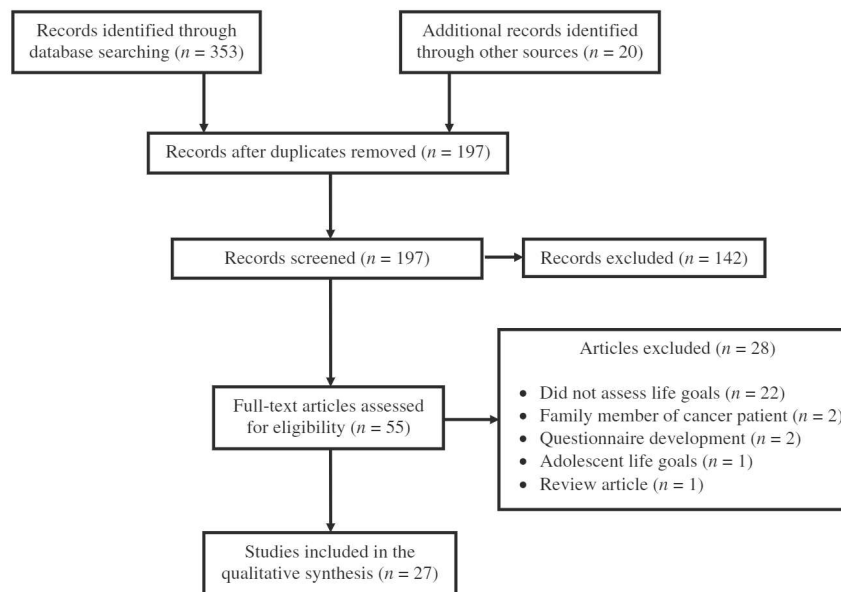 Records identified through
database searching (n = 353)
Additional records identified
through other sources (n = 20)
Records after duplicates removed (n = 197)
Records screened (n = 197)
Records excluded (n = 142)
Full-text articles assessed
for eligibility (n = 55)
Articles excluded (n = 28)
• Did not assess life goals (n = 22)
• Family member of cancer patient (n = 2)
• Questionnaire development (n = 2)
• Adolescent life goals (n = 1)
• Review article (n = 1)
Studies included in the
qualitative synthesis (n = 27)